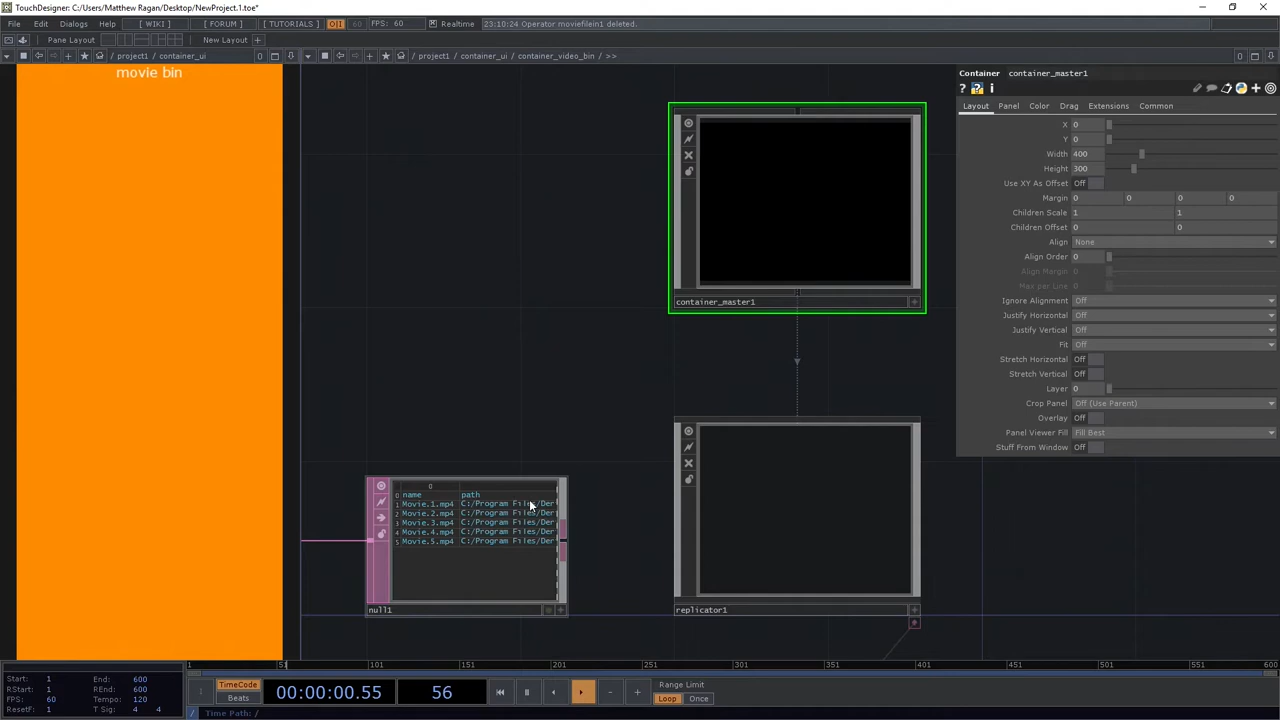 TouchDesigner: C:/Users/Matthew Ragan/Desktop/NewProject.1.toe*
File Edit Dialogs Help [ WIKI ] [ FORUM ] [ TUTORIALS ] O|I FPS: 60 Realtime 23:10:24 Operator moviefilein1 deleted.
Pane Layout New Layout +
/ project1 / container_ui 0
/ project1 / container_ui / container_video_bin / >> 0
movie bin
container_master1
0
name path
1 Movie.1.mp4 C:/Program Files/Der
2 Movie.2.mp4 C:/Program Files/Der
3 Movie.3.mp4 C:/Program Files/Der
4 Movie.4.mp4 C:/Program Files/Der
5 Movie.5.mp4 C:/Program Files/Der
null1
replicator1
Container container_master1
? ? i
Layout Panel Color Drag Extensions Common
X 0
Y 0
Width 400
Height 300
Use XY As Offset Off
Margin 0 0 0 0
Children Scale 1 1
Children Offset 0 0
Align None
Align Order 0
Align Margin 0
Max per Line 0
Ignore Alignment Off
Justify Horizontal Off
Justify Vertical Off
Fit Off
Stretch Horizontal Off
Stretch Vertical Off
Layer 0
Crop Panel Off (Use Parent)
Overlay Off
Panel Viewer Fill Fill Best
Stuff From Window Off
1 51 101 151 201 251 301 351 401 451 501 551 600
Start: 1 End: 600
RStart: 1 REnd: 600
FPS: 60 Tempo: 120
ResetF: 1 T Sig: 4 4
TimeCode
Beats
00:00:00.55 56
Range Limit
Loop Once
/ Time Path: /